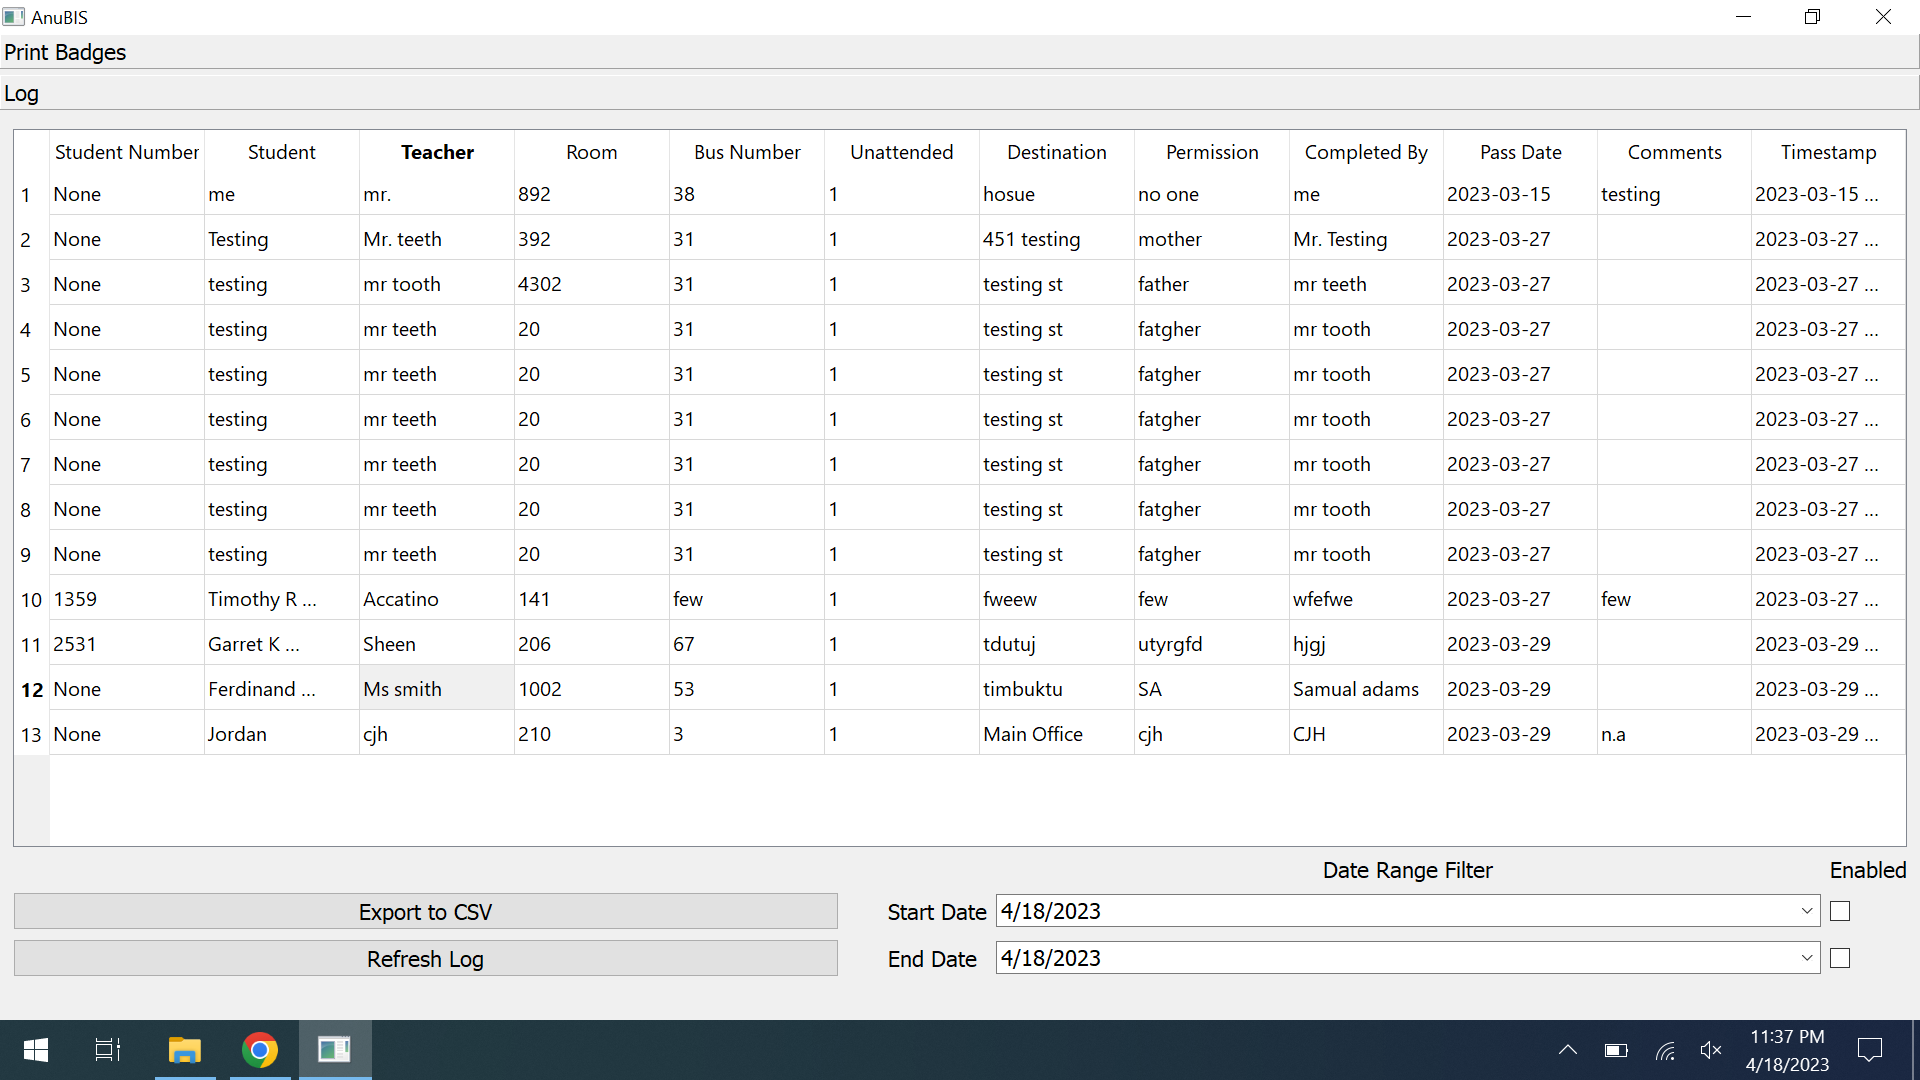 AnuBIS
Print Badges
Log
Student Number Student Teacher Room Bus Number Unattended Destination Permission Completed By Pass Date Comments Timestamp
1 None me mr. 892 38 1 hosue no one me 2023-03-15 testing 2023-03-15 ...
2 None Testing Mr. teeth 392 31 1 451 testing mother Mr. Testing 2023-03-27 2023-03-27 ...
3 None testing mr tooth 4302 31 1 testing st father mr teeth 2023-03-27 2023-03-27 ...
4 None testing mr teeth 20 31 1 testing st fatgher mr tooth 2023-03-27 2023-03-27 ...
5 None testing mr teeth 20 31 1 testing st fatgher mr tooth 2023-03-27 2023-03-27 ...
6 None testing mr teeth 20 31 1 testing st fatgher mr tooth 2023-03-27 2023-03-27 ...
7 None testing mr teeth 20 31 1 testing st fatgher mr tooth 2023-03-27 2023-03-27 ...
8 None testing mr teeth 20 31 1 testing st fatgher mr tooth 2023-03-27 2023-03-27 ...
9 None testing mr teeth 20 31 1 testing st fatgher mr tooth 2023-03-27 2023-03-27 ...
10 1359 Timothy R ... Accatino 141 few 1 fweew few wfefwe 2023-03-27 few 2023-03-27 ...
11 2531 Garret K ... Sheen 206 67 1 tdutuj utyrgfd hjgj 2023-03-29 2023-03-29 ...
12 None Ferdinand ... Ms smith 1002 53 1 timbuktu SA Samual adams 2023-03-29 2023-03-29 ...
13 None Jordan cjh 210 3 1 Main Office cjh CJH 2023-03-29 n.a 2023-03-29 ...
Date Range Filter Enabled
Export to CSV Start Date 4/18/2023
Refresh Log End Date 4/18/2023
11:37 PM
4/18/2023